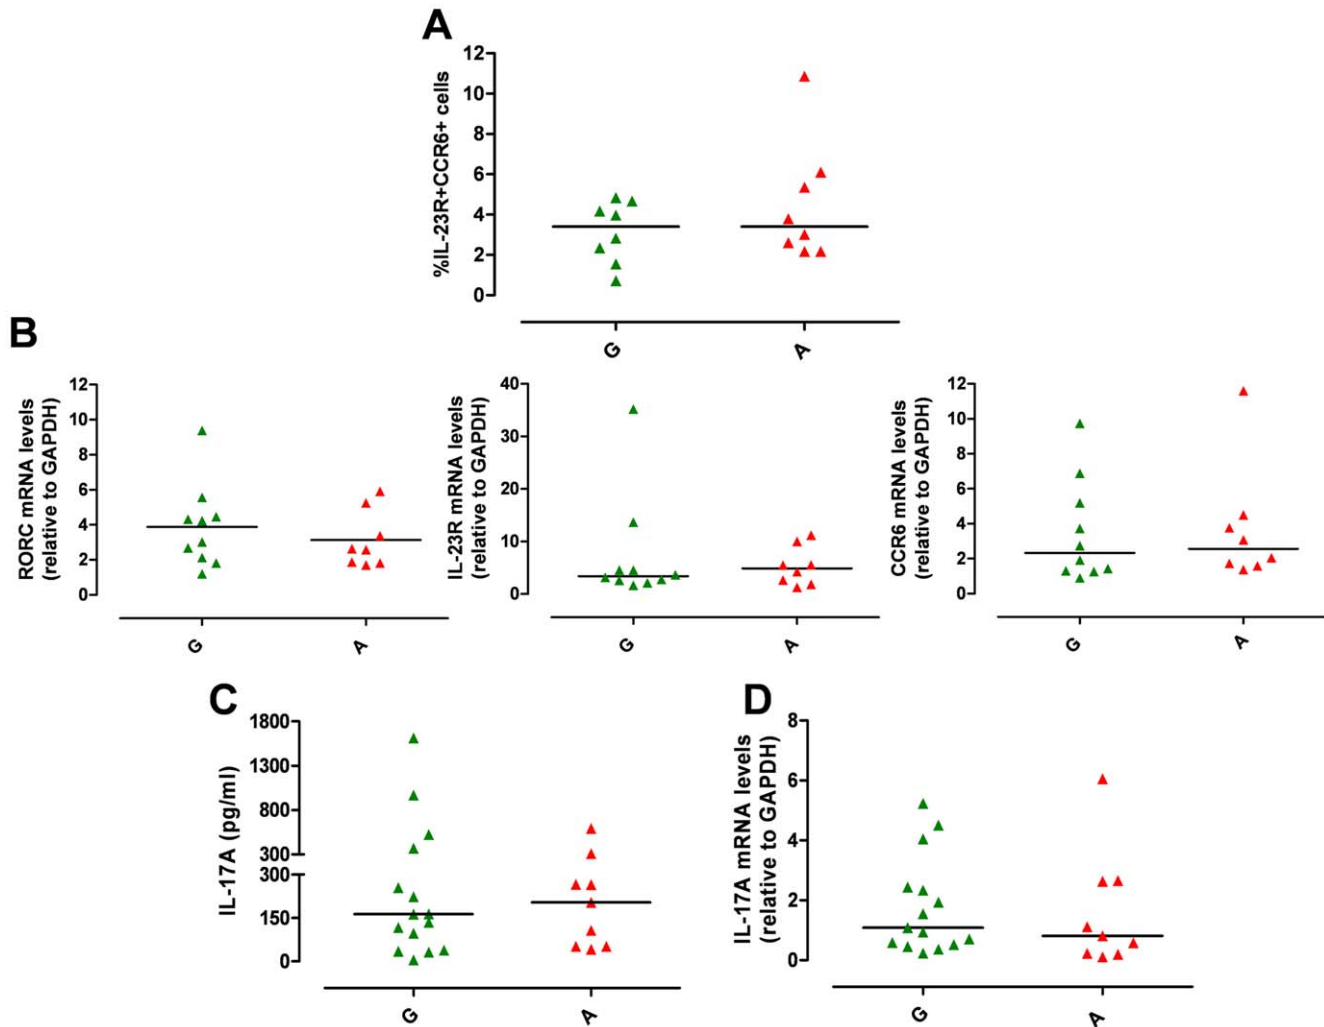 A
%IL-23R+CCR6+ cells
12
10
8
6
4
2
0
G
A
B
RORC mRNA levels
(relative to GAPDH)
12
10
8
6
4
2
0
G
A
IL-23R mRNA levels
(relative to GAPDH)
40
30
20
10
0
G
A
CCR6 mRNA levels
(relative to GAPDH)
12
10
8
6
4
2
0
G
A
C
IL-17A (pg/ml)
1800
1300
800
300
300
150
0
G
A
D
IL-17A mRNA levels
(relative to GAPDH)
8
6
4
2
0
G
A